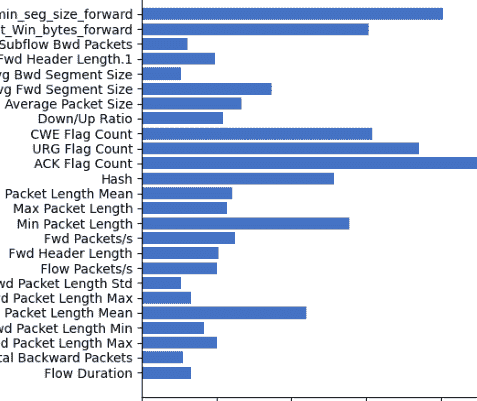 min_seg_size_forward
t_Win_bytes_forward
Subflow Bwd Packets
Fwd Header Length.1
g Bwd Segment Size
g Fwd Segment Size
Average Packet Size
Down/Up Ratio
CWE Flag Count
URG Flag Count
ACK Flag Count
Hash
Packet Length Mean
Max Packet Length
Min Packet Length
Fwd Packets/s
Fwd Header Length
Flow Packets/s
wd Packet Length Std
d Packet Length Max
Packet Length Mean
wd Packet Length Min
d Packet Length Max
tal Backward Packets
Flow Duration